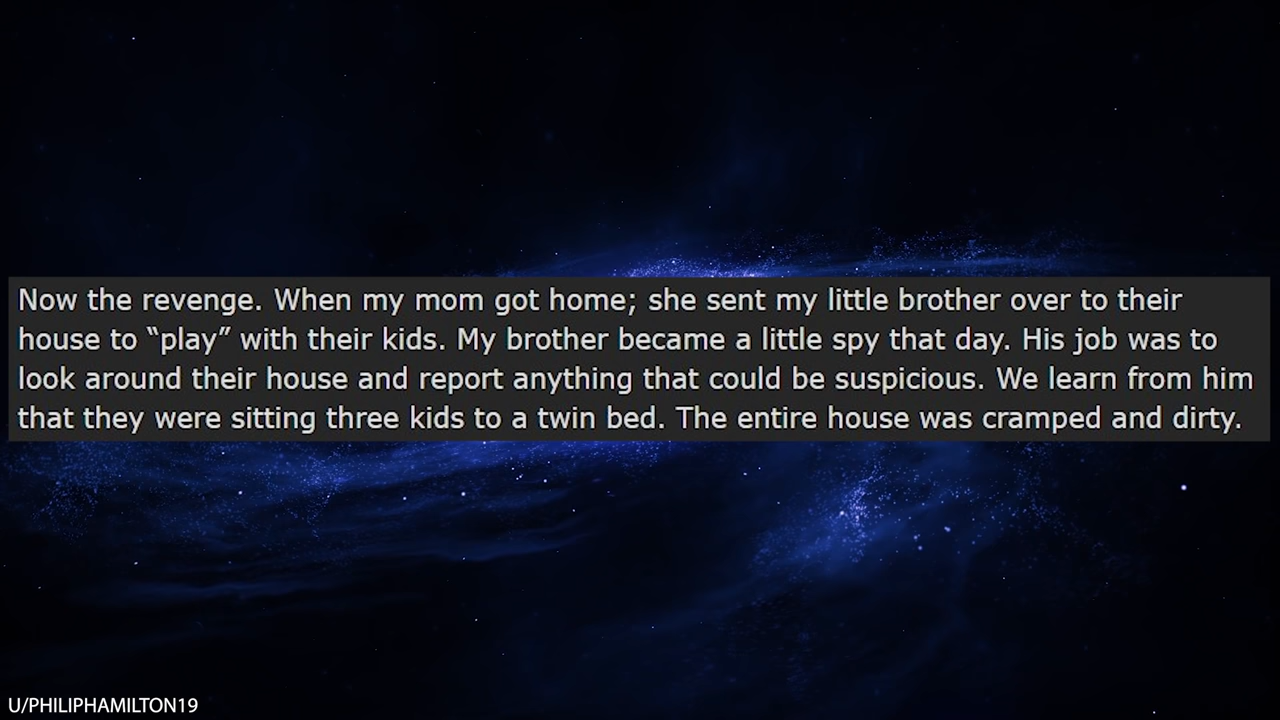 Now the revenge. When my mom got home; she sent my little brother over to their
house to “play” with their kids. My brother became a little spy that day. His job was to
look around their house and report anything that could be suspicious. We learn from him
that they were sitting three kids to a twin bed. The entire house was cramped and dirty.
U/PHILIPHAMILTON19